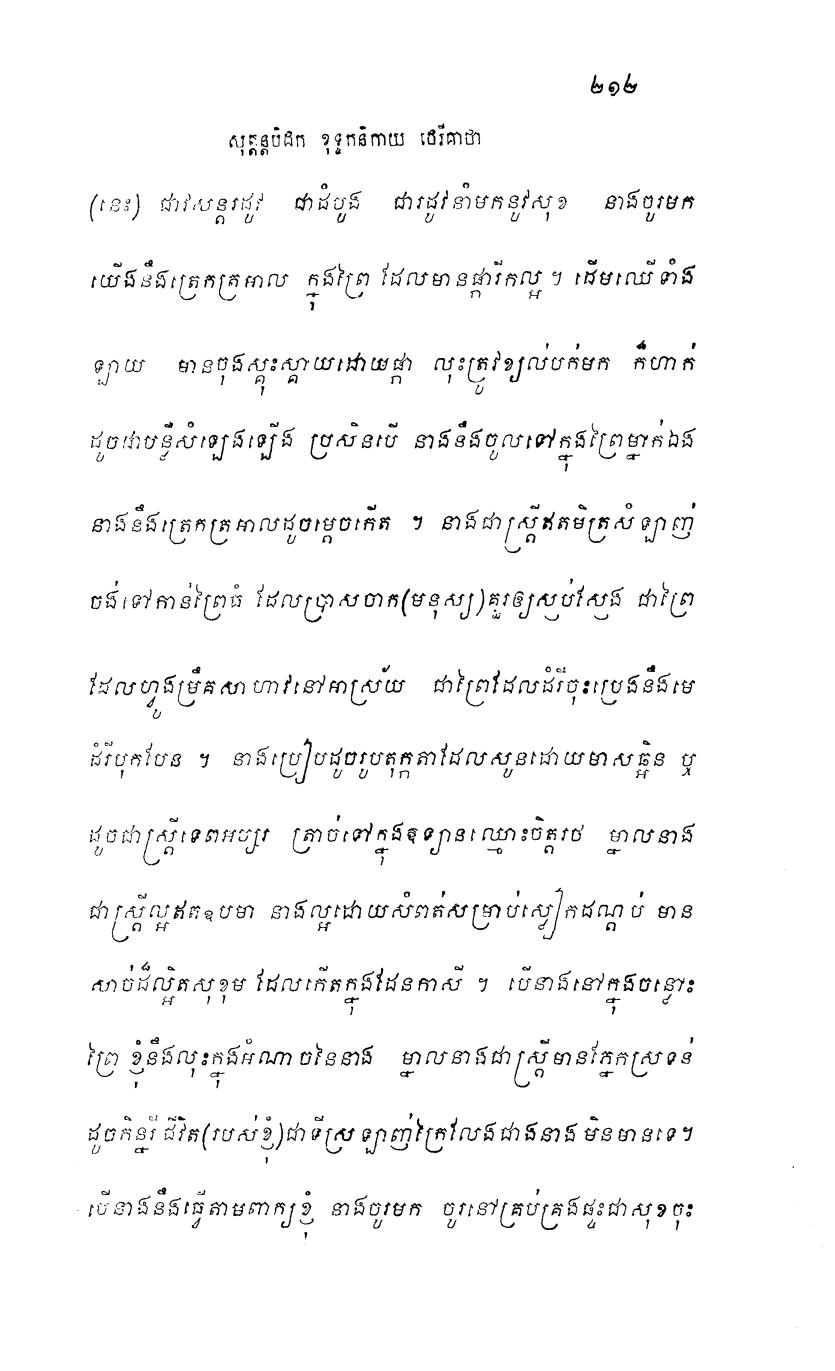 ២១២
សុត្តន្តបិដក ខុទ្ទកនិកាយ ថេរីគាថា
(នេះ) ជាវសន្តរដូវ ជាដំបូង ជារដូវនាំមកនូវសុខ នាងចូរមក
យើងនឹងត្រេកត្រអាល ក្នុងព្រៃ ដែលមានផ្ការីកល្អ ។ ដើមឈើទាំង
ឡាយ មានចុងស្គុះស្គាយដោយផ្កា លុះត្រូវខ្យល់បក់មក ក៏ហាក់
ដូចជាបន្លឺសំឡេងឡើង ប្រសិនបើ នាងនឹងចូលទៅក្នុងព្រៃម្នាក់ឯង
នាងនឹងត្រេកត្រអាលដូចម្តេចកើត ។ នាងជាស្ត្រីឥតមិត្រសំឡាញ់
ចង់ទៅកាន់ព្រៃធំ ដែលប្រាសចាក(មនុស្ស)គួរឲ្យស្ញប់ស្ញែង ជាព្រៃ
ដែលហ្វូងម្រឹគសាហាវនៅអាស្រ័យ ជាព្រៃដែលដំរីចុះប្រេងនឹងមេ
ដំរីបុកបែន ។ នាងប្រៀបដូចរូបតុក្កតាដែលសូនដោយមាសឆ្អិន ឬ
ដូចជាស្ត្រីទេពអប្សរ ត្រាច់ទៅក្នុងឧទ្យានឈ្មោះចិត្តរថ ម្នាលនាង
ជាស្ត្រីល្អឥតឧបមា នាងល្អដោយសំពត់សម្រាប់ស្លៀកដណ្តប់ មាន
សាច់ដ៏ល្អិតសុខុម ដែលកើតក្នុងដែនកាសី ។ បើនាងនៅក្នុងចន្លោះ
ព្រៃ ខ្ញុំនឹងលុះក្នុងអំណាចនៃនាង ម្នាលនាងជាស្ត្រីមានភ្នែកស្រទន់
ដូចកិន្នរី ជីវិត(របស់ខ្ញុំ)ជាទីស្រឡាញ់ក្រៃលែងជាងនាងមិនមានទេ។
បើនាងនឹងធ្វើតាមពាក្យខ្ញុំ នាងចូរមក ចូរនៅគ្រប់គ្រងផ្ទះជាសុខចុះ